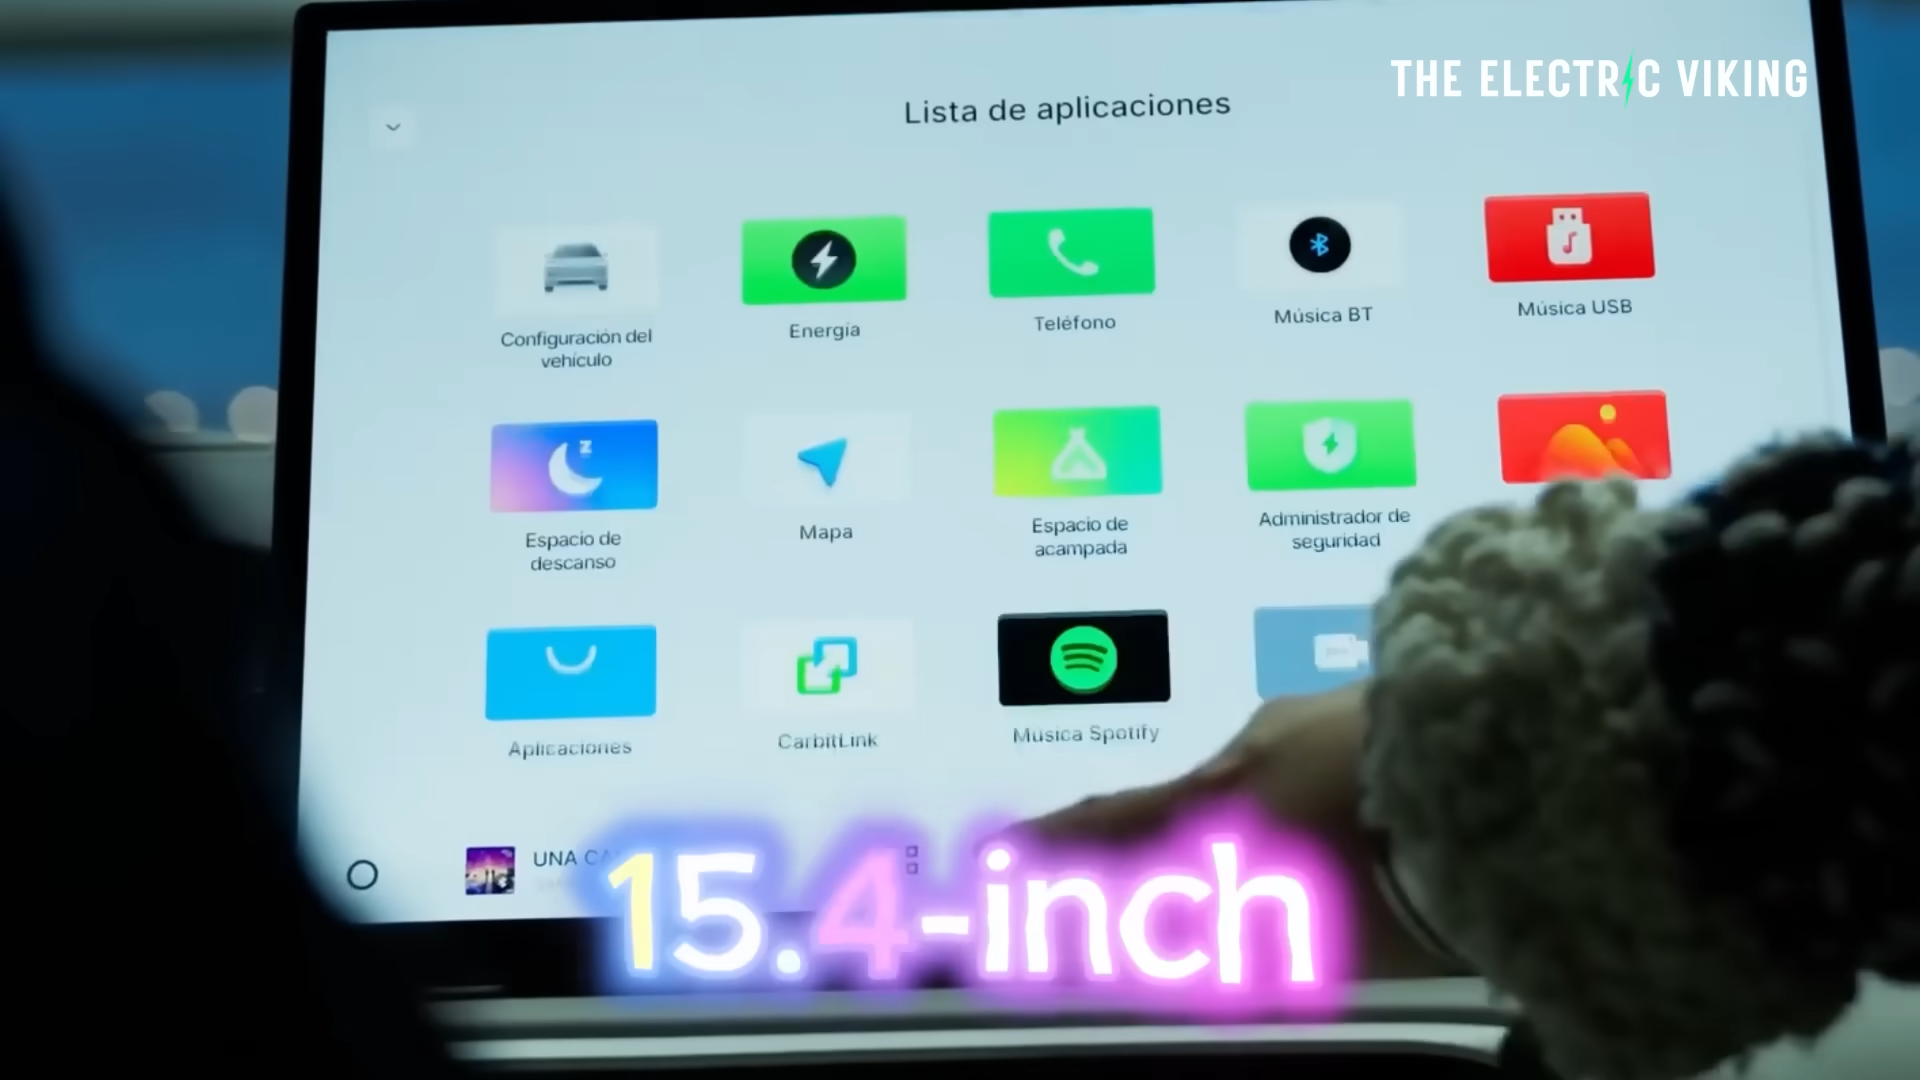 THE ELECTRIC VIKING
Lista de aplicaciones
Configuración del
vehículo
Energía
Teléfono
Música BT
Música USB
Espacio de
descanso
Mapa
Espacio de
acampada
Administrador de
seguridad
Aplicaciones
CarbitLink
Música Spotify
UNA
15.4-inch